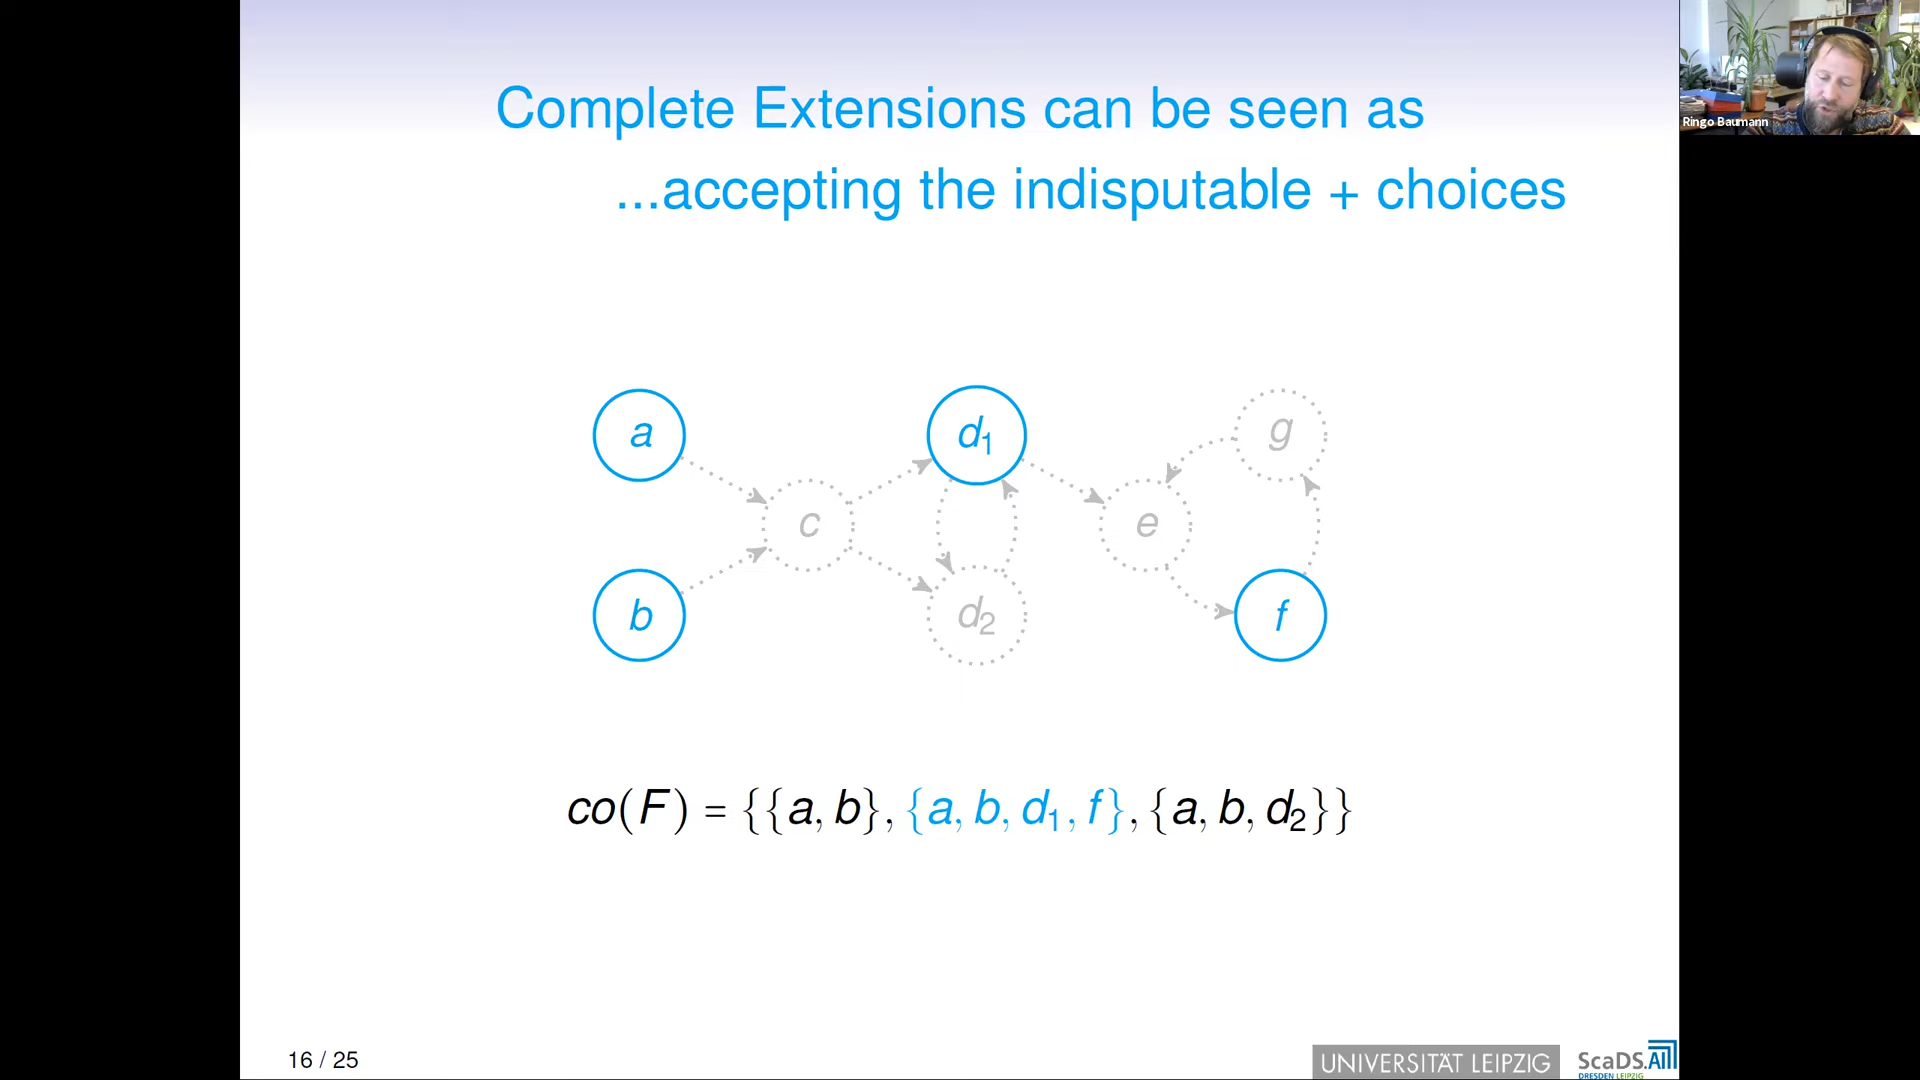 Complete Extensions can be seen as
...accepting the indisputable + choices
Ringo Baumann
a
d₁
g
c
e
b
d₂
f
co(F) = {{a, b}, {a, b, d₁, f}, {a, b, d₂}}
16 / 25
UNIVERSITÄT LEIPZIG
ScaDS.AI
DRESDEN LEIPZIG